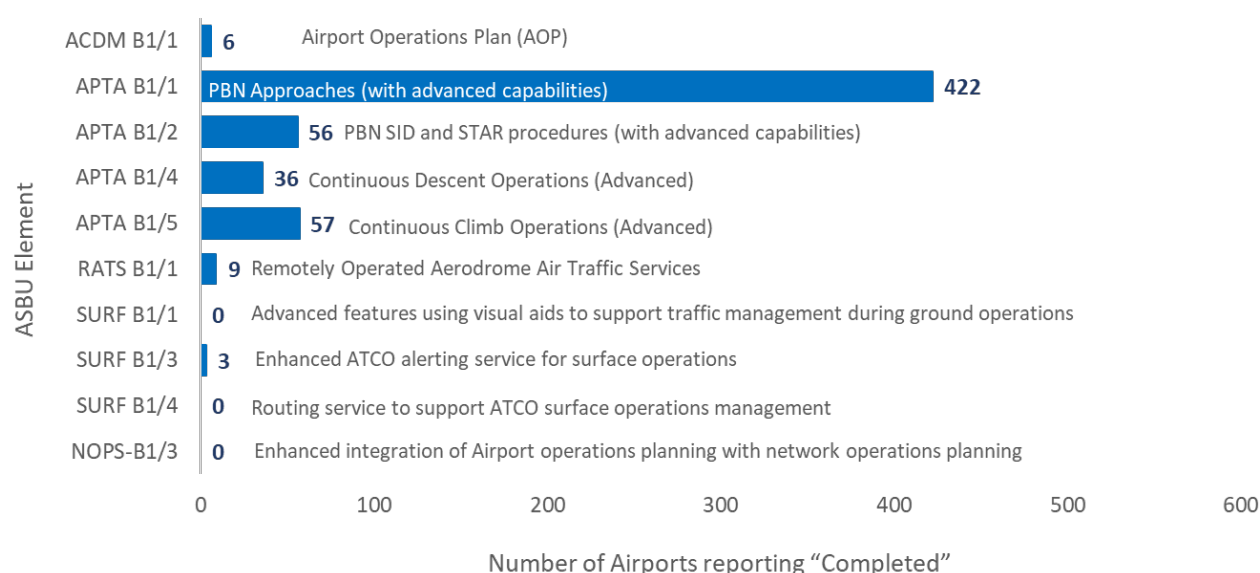 ASBU Element
ACDM B1/1 6 Airport Operations Plan (AOP)
APTA B1/1 PBN Approaches (with advanced capabilities) 422
APTA B1/2 56 PBN SID and STAR procedures (with advanced capabilities)
APTA B1/4 36 Continuous Descent Operations (Advanced)
APTA B1/5 57 Continuous Climb Operations (Advanced)
RATS B1/1 9 Remotely Operated Aerodrome Air Traffic Services
SURF B1/1 0 Advanced features using visual aids to support traffic management during ground operations
SURF B1/3 3 Enhanced ATCO alerting service for surface operations
SURF B1/4 0 Routing service to support ATCO surface operations management
NOPS-B1/3 0 Enhanced integration of Airport operations planning with network operations planning
0 100 200 300 400 500 600
Number of Airports reporting “Completed”